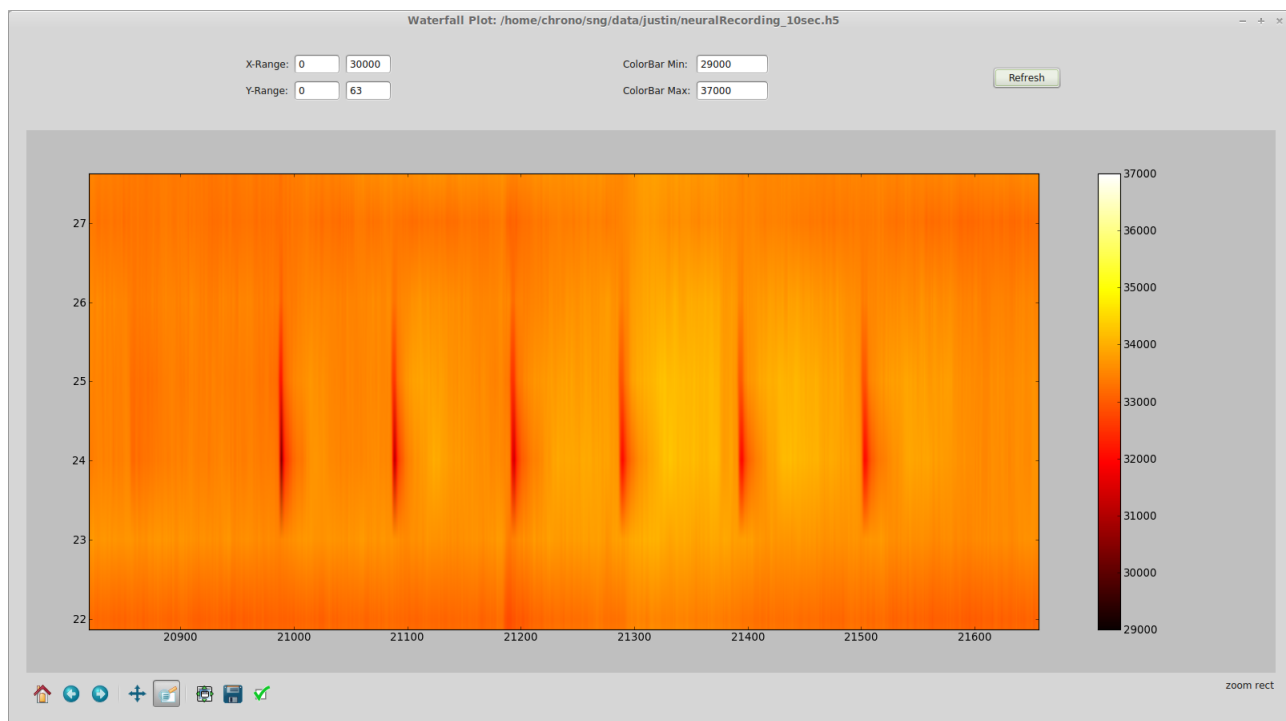 Waterfall Plot: /home/chrono/sng/data/justin/neuralRecording_10sec.h5
X-Range: 0 30000 ColorBar Min: 29000
Refresh
Y-Range: 0 63 ColorBar Max: 37000
27
26
25
24
23
22
20900 21000 21100 21200 21300 21400 21500 21600
37000
36000
35000
34000
33000
32000
31000
30000
29000
zoom rect